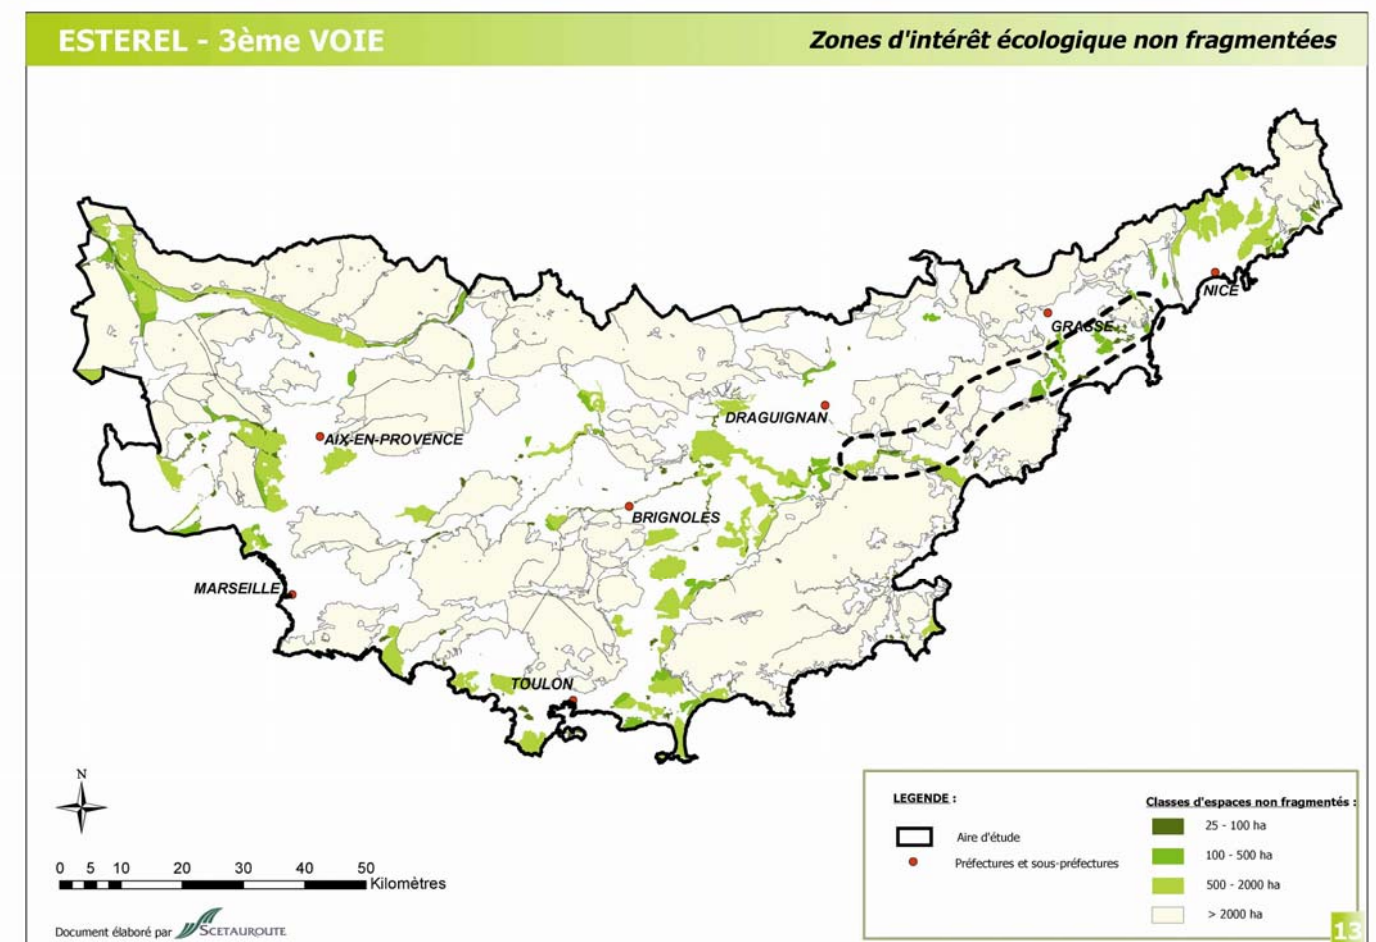 ESTEREL - 3ème VOIE
Zones d'intérêt écologique non fragmentées
NICE
GRASSE
DRAGUIGNAN
AIX-EN-PROVENCE
BRIGNOLES
MARSEILLE
TOULON
N
0 5 10 20 30 40 50
Kilomètres
Document élaboré par SCETAUROUTE
LEGENDE :
Aire d'étude
Préfectures et sous-préfectures
Classes d'espaces non fragmentés :
25 - 100 ha
100 - 500 ha
500 - 2000 ha
> 2000 ha
13